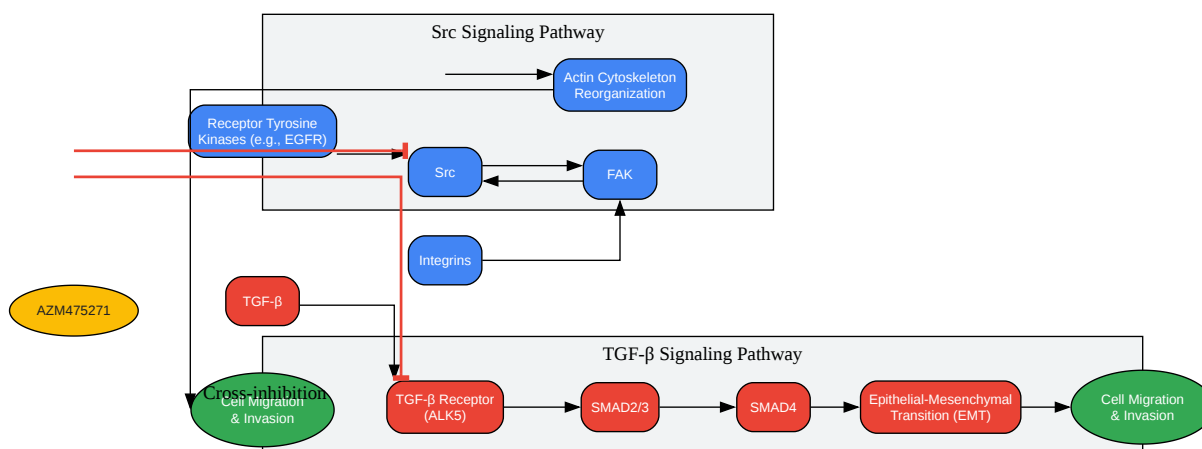 Src Signaling Pathway
Actin Cytoskeleton
Reorganization
Receptor Tyrosine
Kinases (e.g., EGFR)
Src
FAK
Integrins
TGF-β
AZM475271
TGF-β Signaling Pathway
Cross-inhibition
Cell Migration
& Invasion
TGF-β Receptor
(ALK5)
SMAD2/3
SMAD4
Epithelial-Mesenchymal
Transition (EMT)
Cell Migration
& Invasion